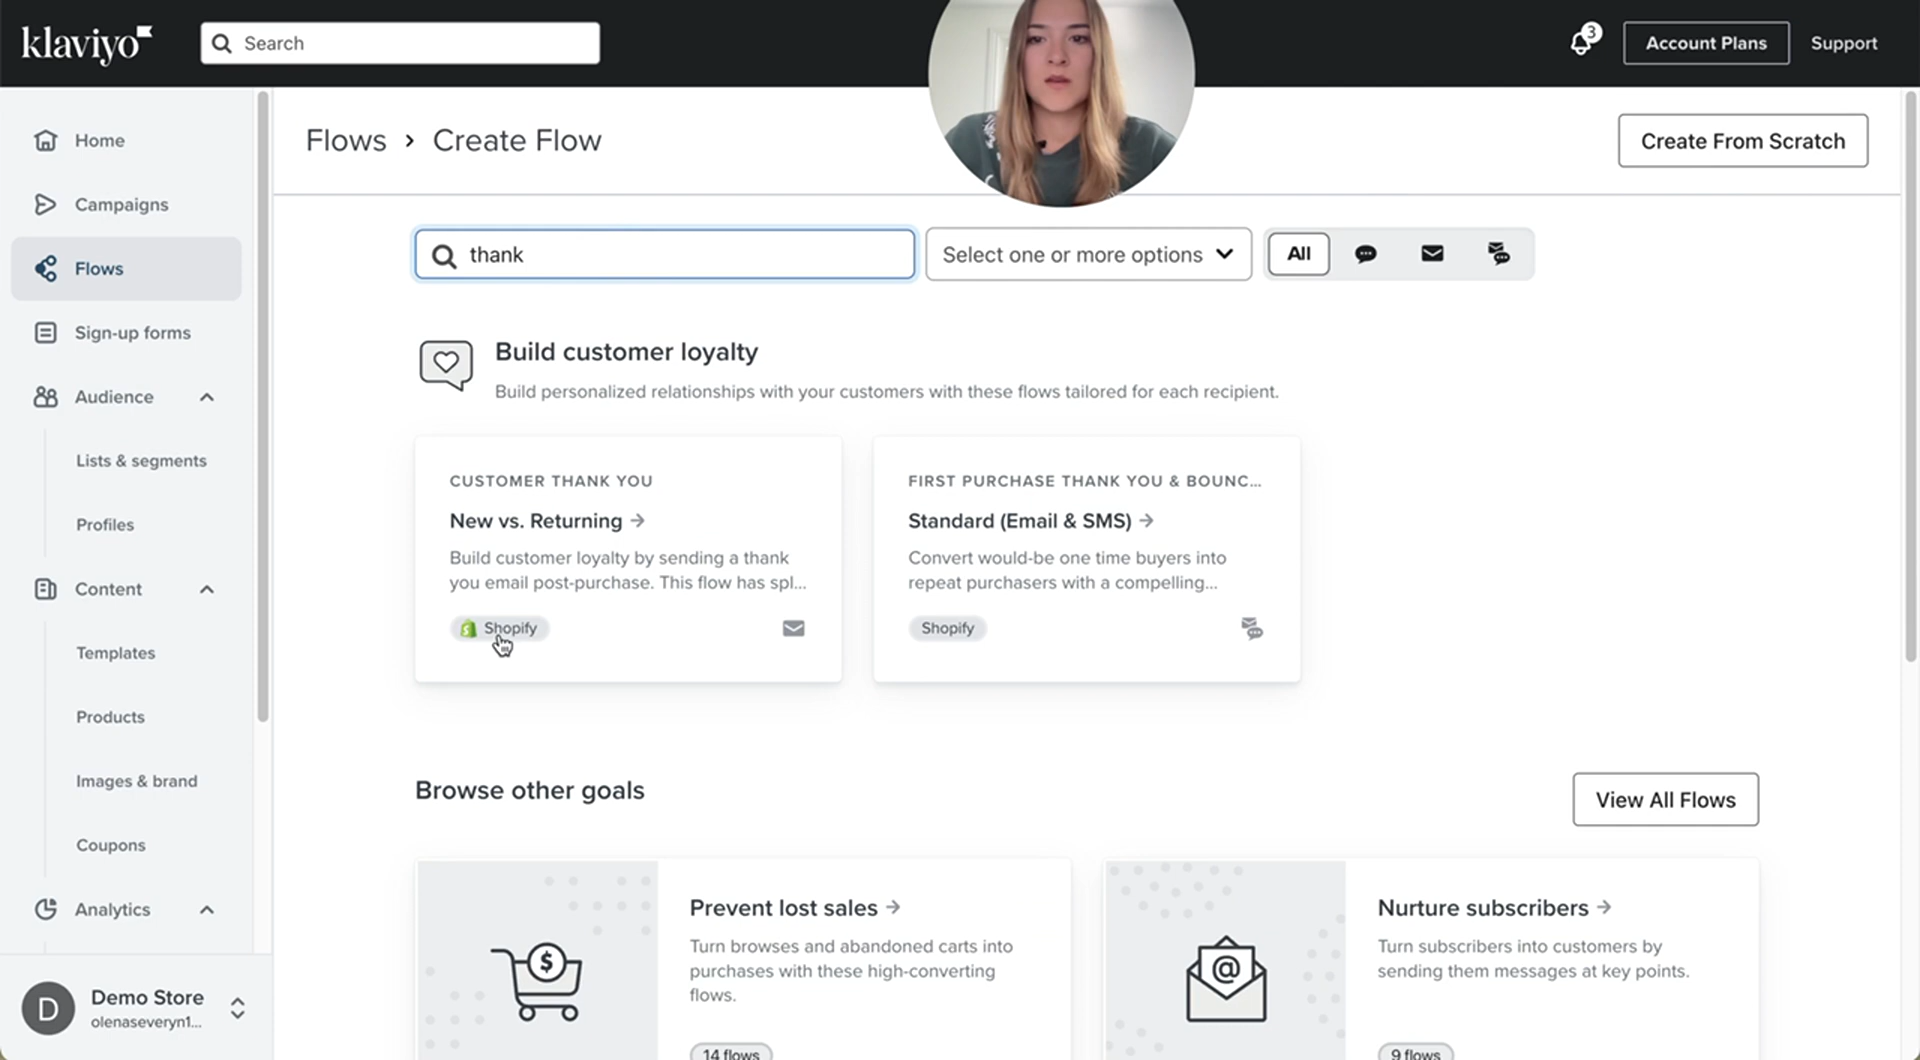 klaviyo
Search
3
Account Plans
Support
Home
Campaigns
Flows
Sign-up forms
Audience
Lists & segments
Profiles
Content
Templates
Products
Images & brand
Coupons
Analytics
D
Demo Store
olenaseveryn1...
Flows > Create Flow
Create From Scratch
thank
Select one or more options
All
Build customer loyalty
Build personalized relationships with your customers with these flows tailored for each recipient.
CUSTOMER THANK YOU
New vs. Returning →
Build customer loyalty by sending a thank
you email post-purchase. This flow has spl...
Shopify
FIRST PURCHASE THANK YOU & BOUNC...
Standard (Email & SMS) →
Convert would-be one time buyers into
repeat purchasers with a compelling...
Shopify
Browse other goals
View All Flows
$
Prevent lost sales →
Turn browses and abandoned carts into
purchases with these high-converting
flows.
14 flows
@
Nurture subscribers →
Turn subscribers into customers by
sending them messages at key points.
9 flows